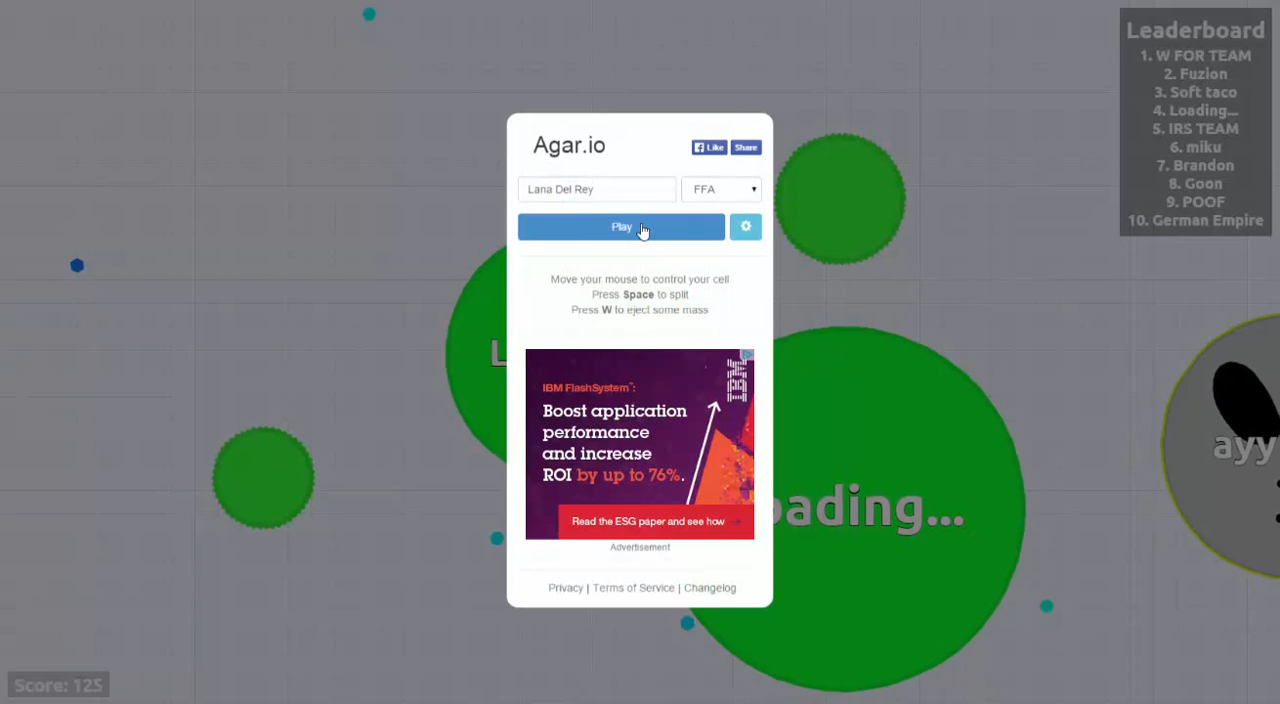 Leaderboard
1. W FOR TEAM
2. Fuzion
3. Soft taco
4. Loading...
5. IRS TEAM
6. miku
7. Brandon
8. Goon
9. POOF
10. German Empire
Agar.io
Like Share
Lana Del Rey FFA
Play
Move your mouse to control your cell
Press Space to split
Press W to eject some mass
L
IBM
IBM FlashSystem™:
Boost application
performance
and increase
ROI by up to 76%.
Read the ESG paper and see how →
Advertisement
ayy
oading...
Privacy | Terms of Service | Changelog
Score: 125